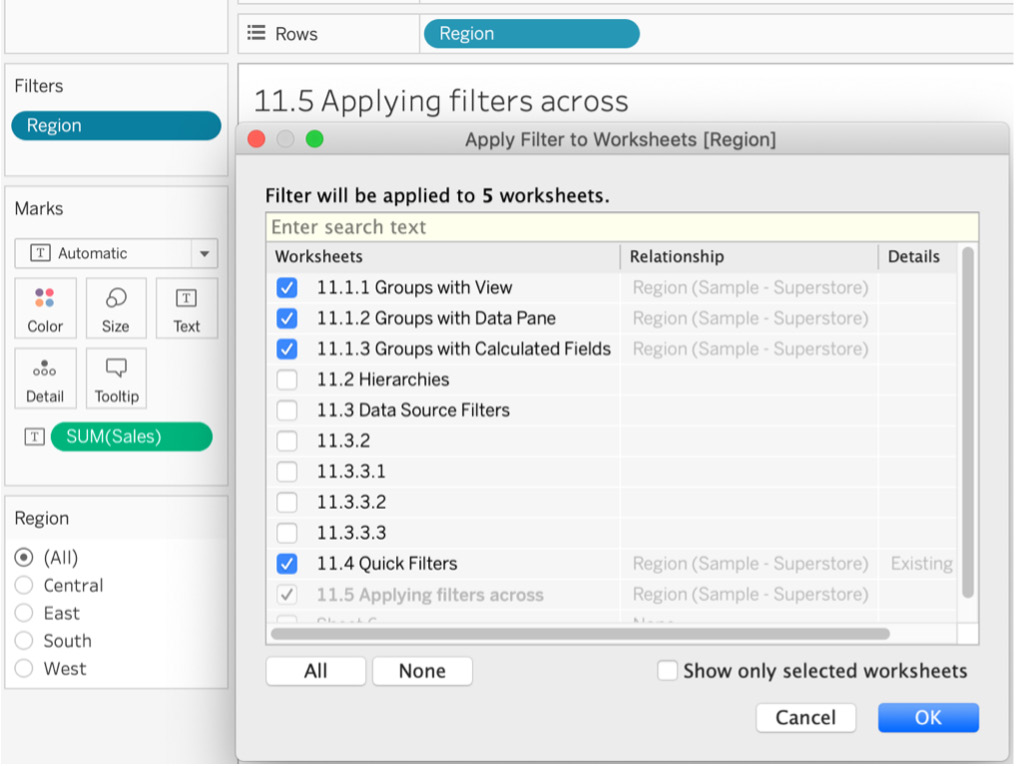 Rows
Region
Filters
Region
11.5 Applying filters across
Apply Filter to Worksheets [Region]
Marks
T Automatic
Color
Size
T
Text
Detail
Tooltip
T SUM(Sales)
Region
(All)
Central
East
South
West
Filter will be applied to 5 worksheets.
Enter search text
Worksheets Relationship Details
11.1.1 Groups with View Region (Sample - Superstore)
11.1.2 Groups with Data Pane Region (Sample - Superstore)
11.1.3 Groups with Calculated Fields Region (Sample - Superstore)
11.2 Hierarchies
11.3 Data Source Filters
11.3.2
11.3.3.1
11.3.3.2
11.3.3.3
11.4 Quick Filters Region (Sample - Superstore) Existing
11.5 Applying filters across Region (Sample - Superstore)
All None Show only selected worksheets
Cancel OK